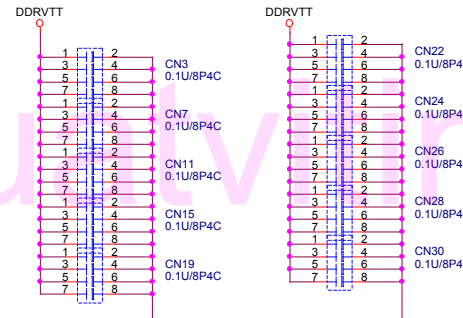 DDRVTT
1 2
3 4
5 6
7 8
CN3
0.1U/8P4C
1 2
3 4
5 6
7 8
CN7
0.1U/8P4C
1 2
3 4
5 6
7 8
CN11
0.1U/8P4C
1 2
3 4
5 6
7 8
CN15
0.1U/8P4C
1 2
3 4
5 6
7 8
CN19
0.1U/8P4C
DDRVTT
1 2
3 4
5 6
7 8
CN22
0.1U/8P4
1 2
3 4
5 6
7 8
CN24
0.1U/8P4
1 2
3 4
5 6
7 8
CN26
0.1U/8P4
1 2
3 4
5 6
7 8
CN28
0.1U/8P4
1 2
3 4
5 6
7 8
CN30
0.1U/8P4